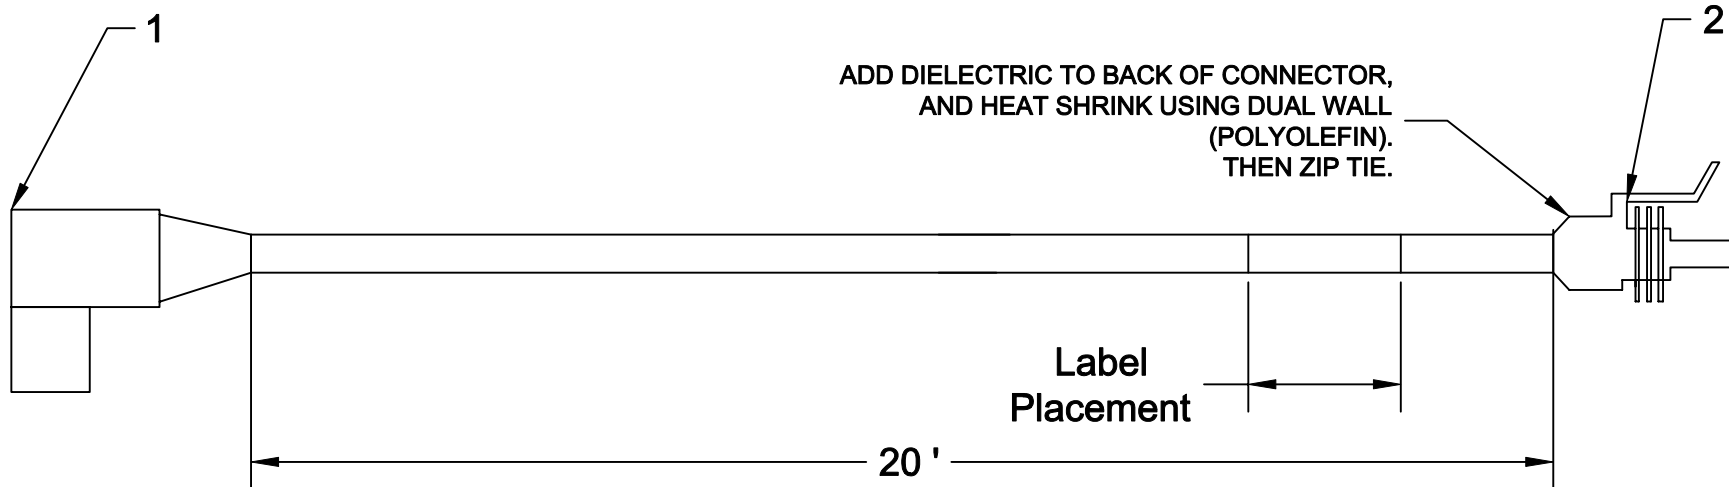 1
2
ADD DIELECTRIC TO BACK OF CONNECTOR,
AND HEAT SHRINK USING DUAL WALL
(POLYOLEFIN).
THEN ZIP TIE.
Label
Placement
20 '